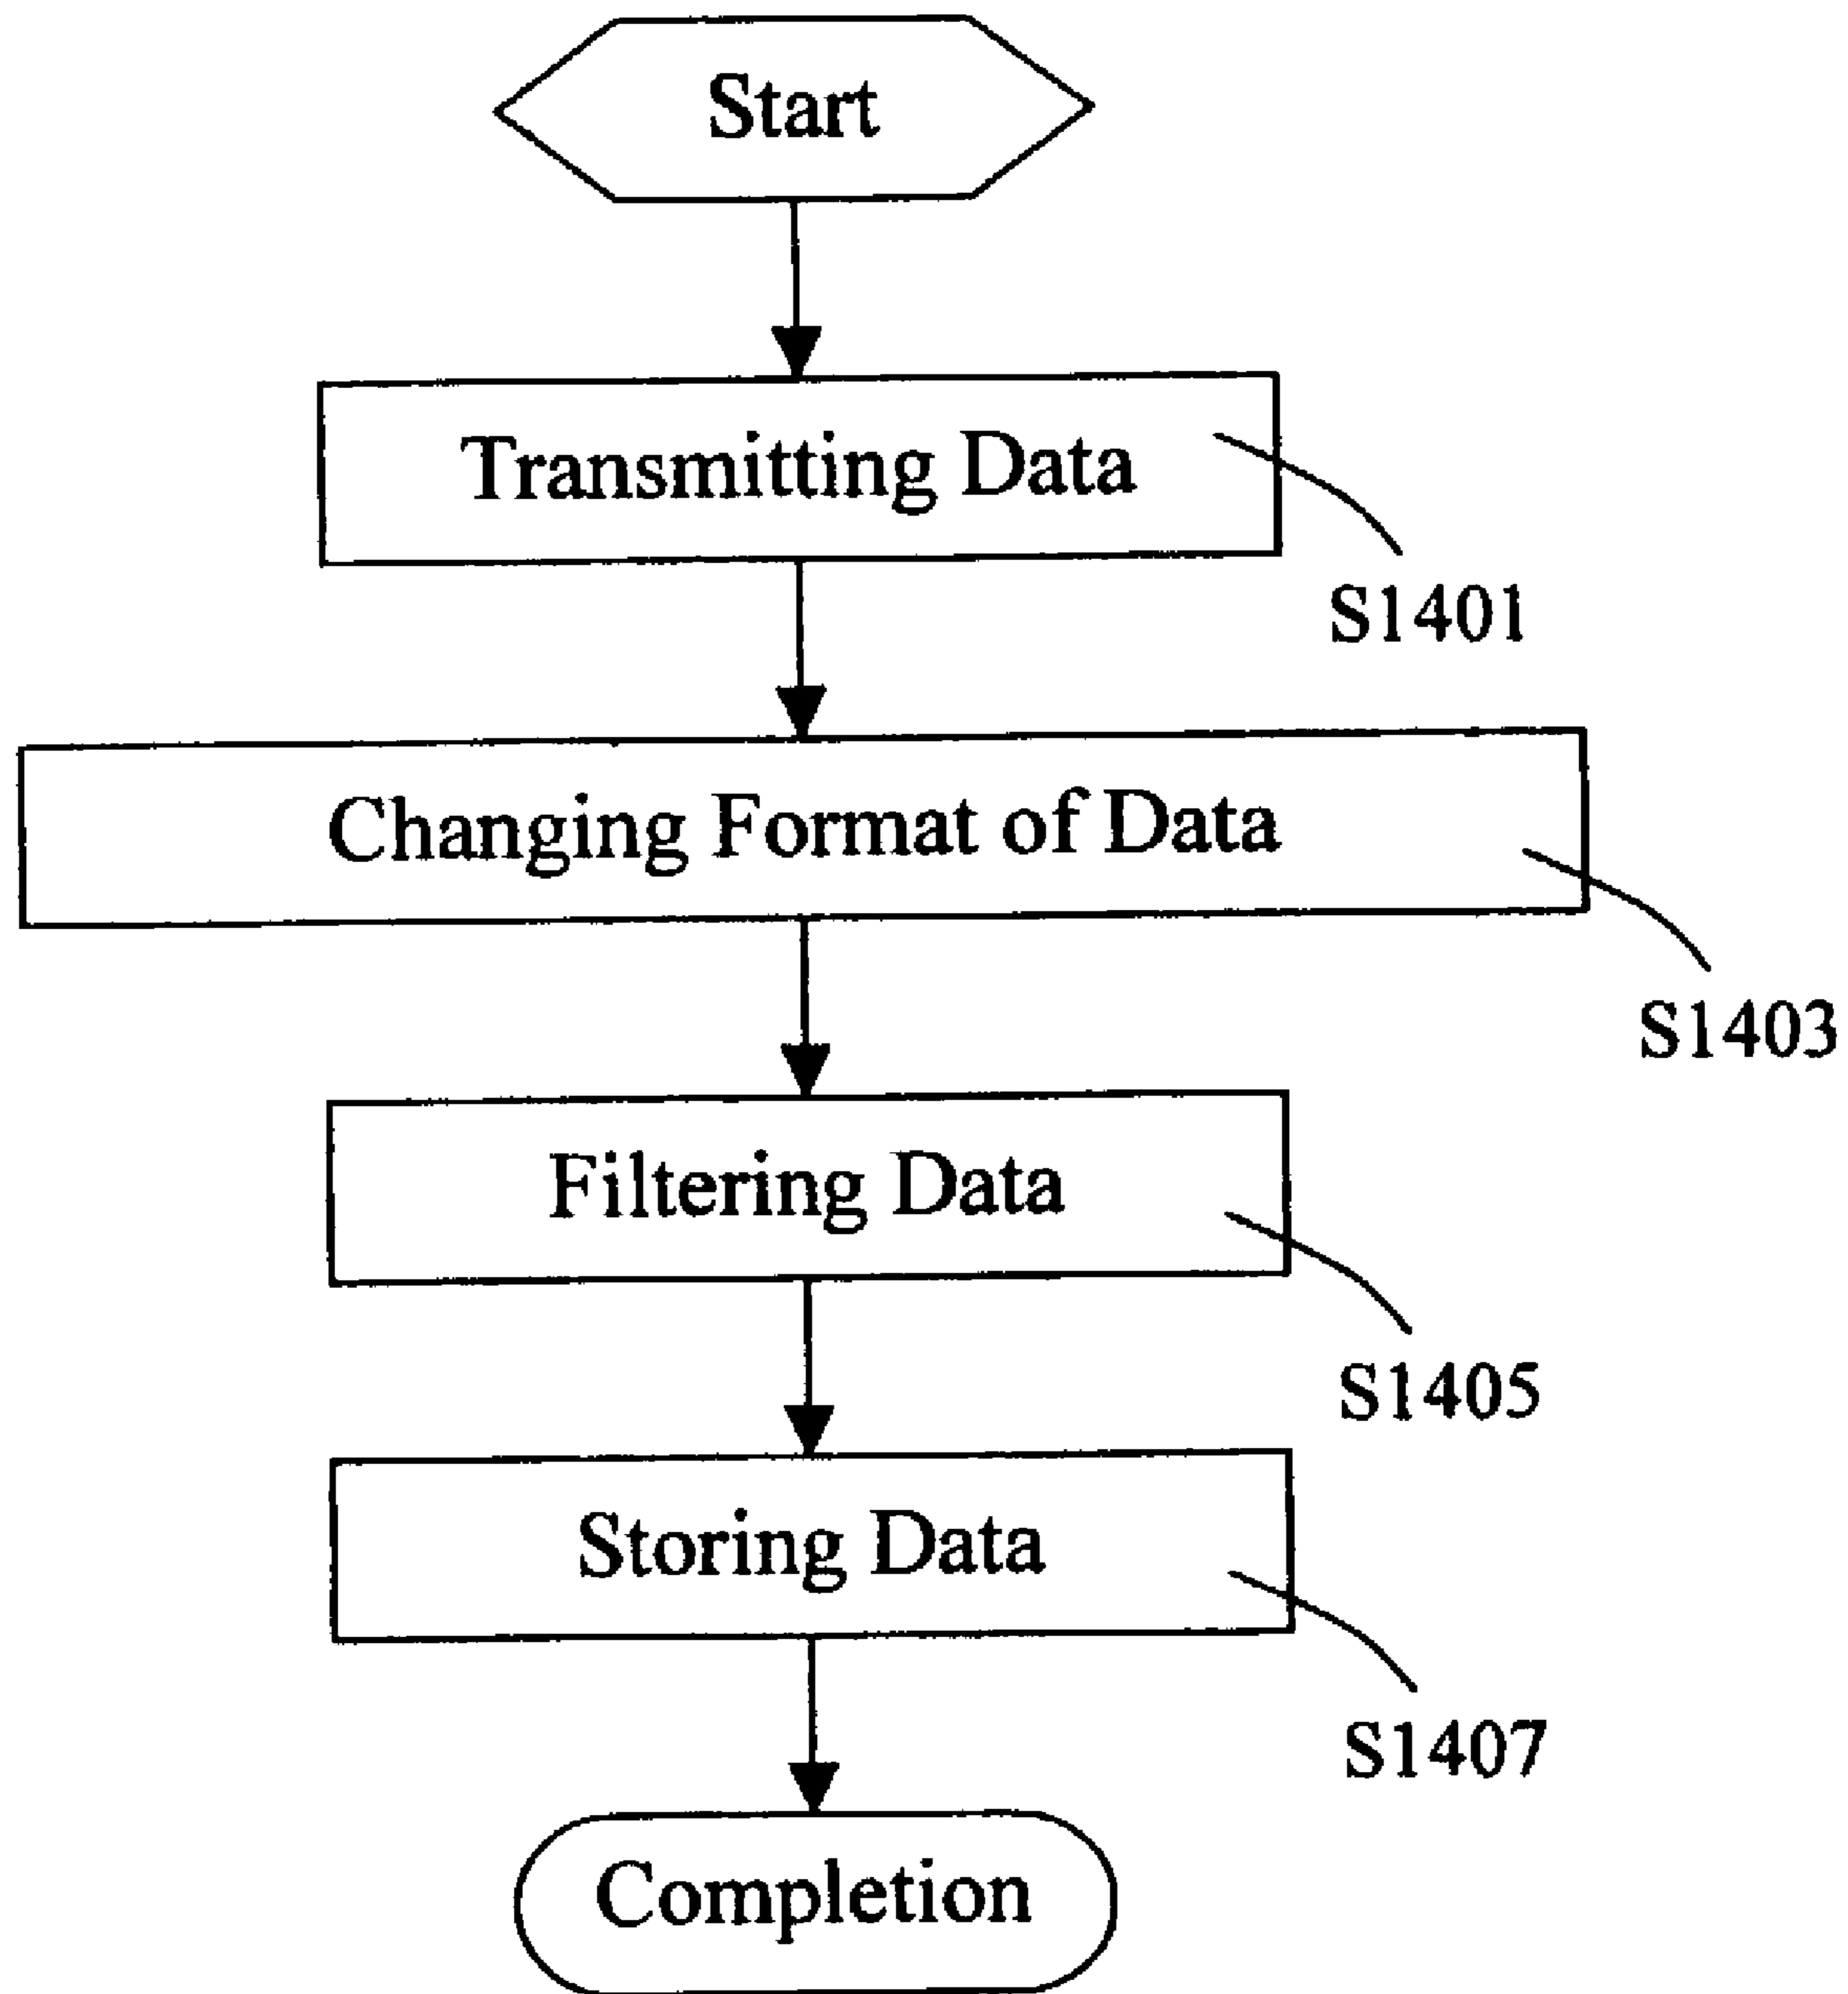 Start
Transmitting Data
S1401
Changing Format of Data
S1403
Filtering Data
S1405
Storing Data
S1407
Completion